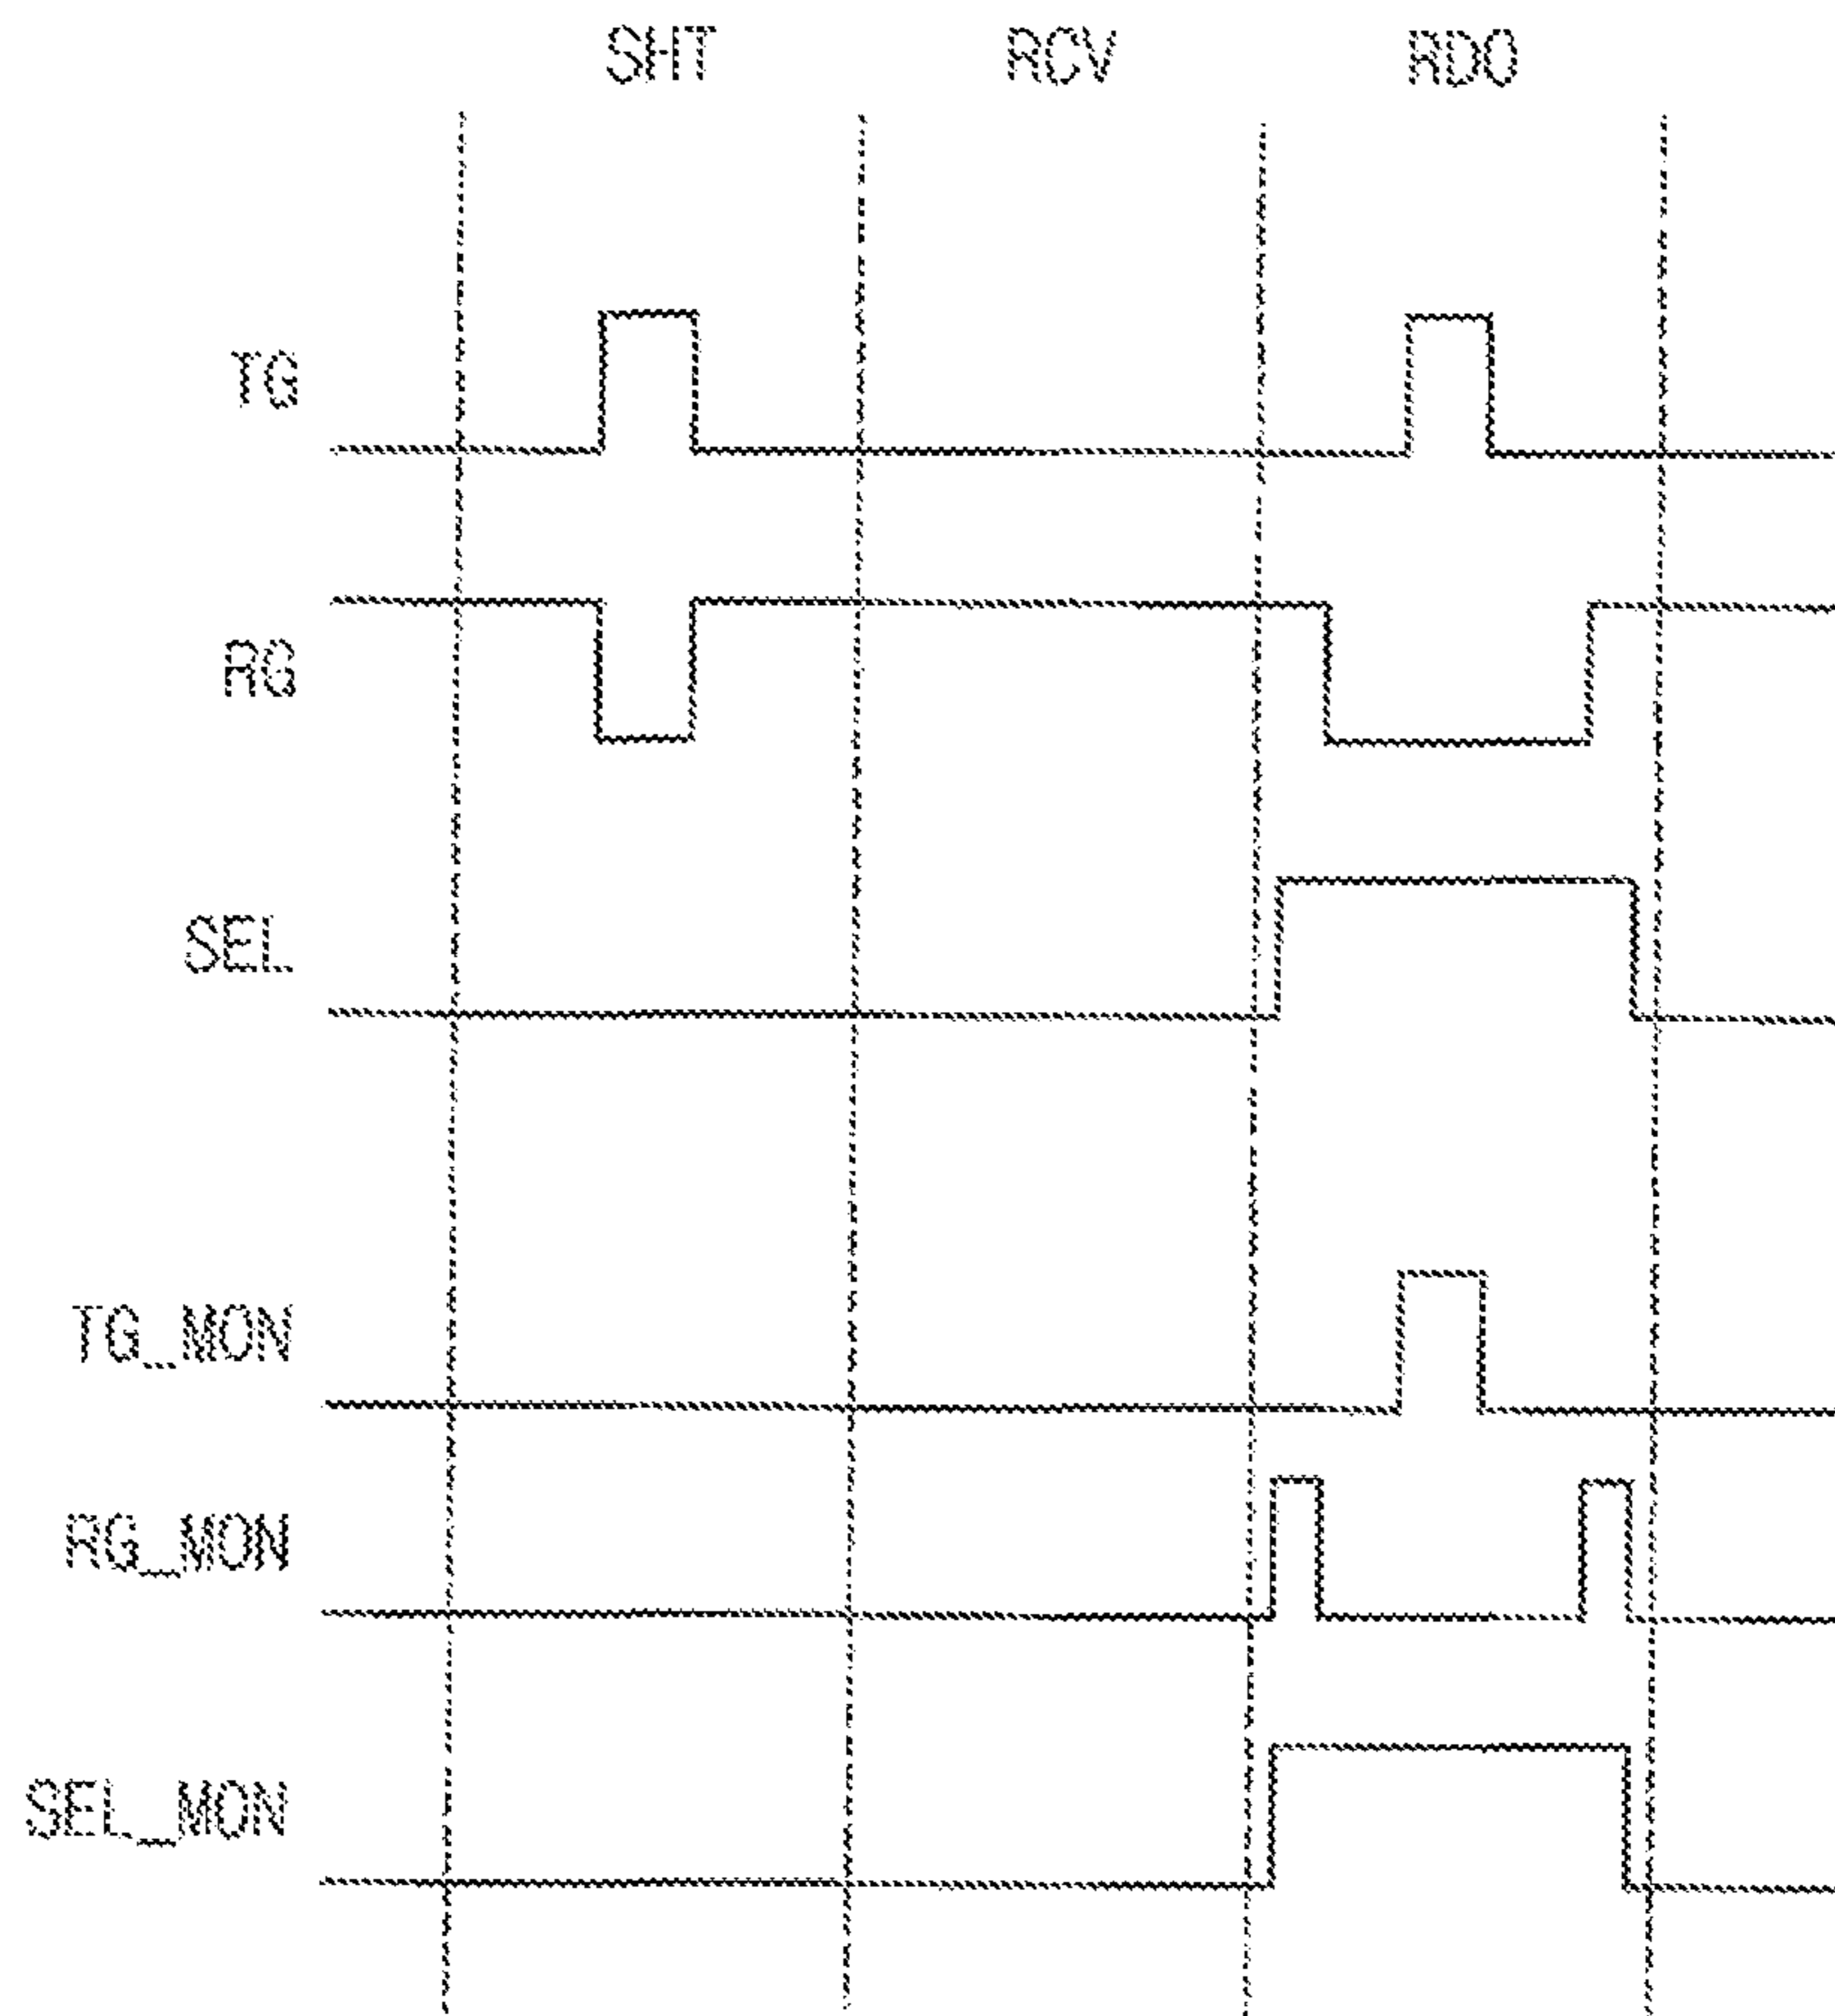 SHT RCV RDO
TG
RG
SEL
TG_MON
RG_MON
SEL_MON